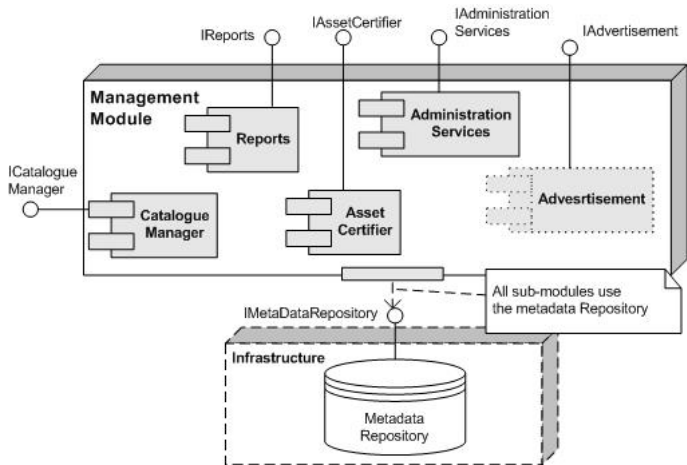 IReports
IAssetCertifier
IAdministration
Services
IAdvertisement
Management
Module
Reports
Administration
Services
ICatalogue
Manager
Catalogue
Manager
Asset
Certifier
Advesrtisement
All sub-modules use
the metadata Repository
IMetaDataRepository
Infrastructure
Metadata
Repository